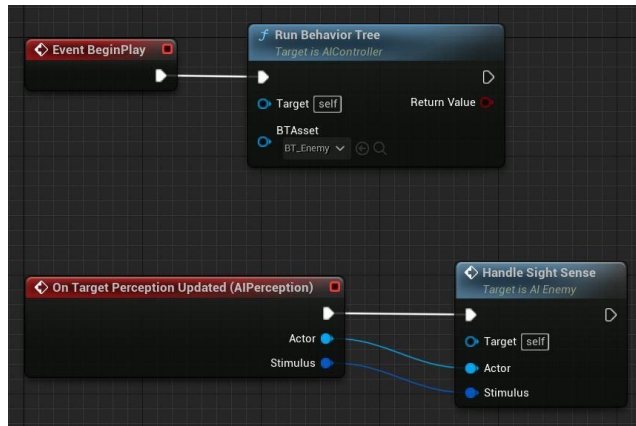 Event BeginPlay
f Run Behavior Tree
Target is AIController
Target self
Return Value
BTAsset
BT_Enemy
On Target Perception Updated (AIPerception)
Actor
Stimulus
Handle Sight Sense
Target is AI Enemy
Target self
Actor
Stimulus